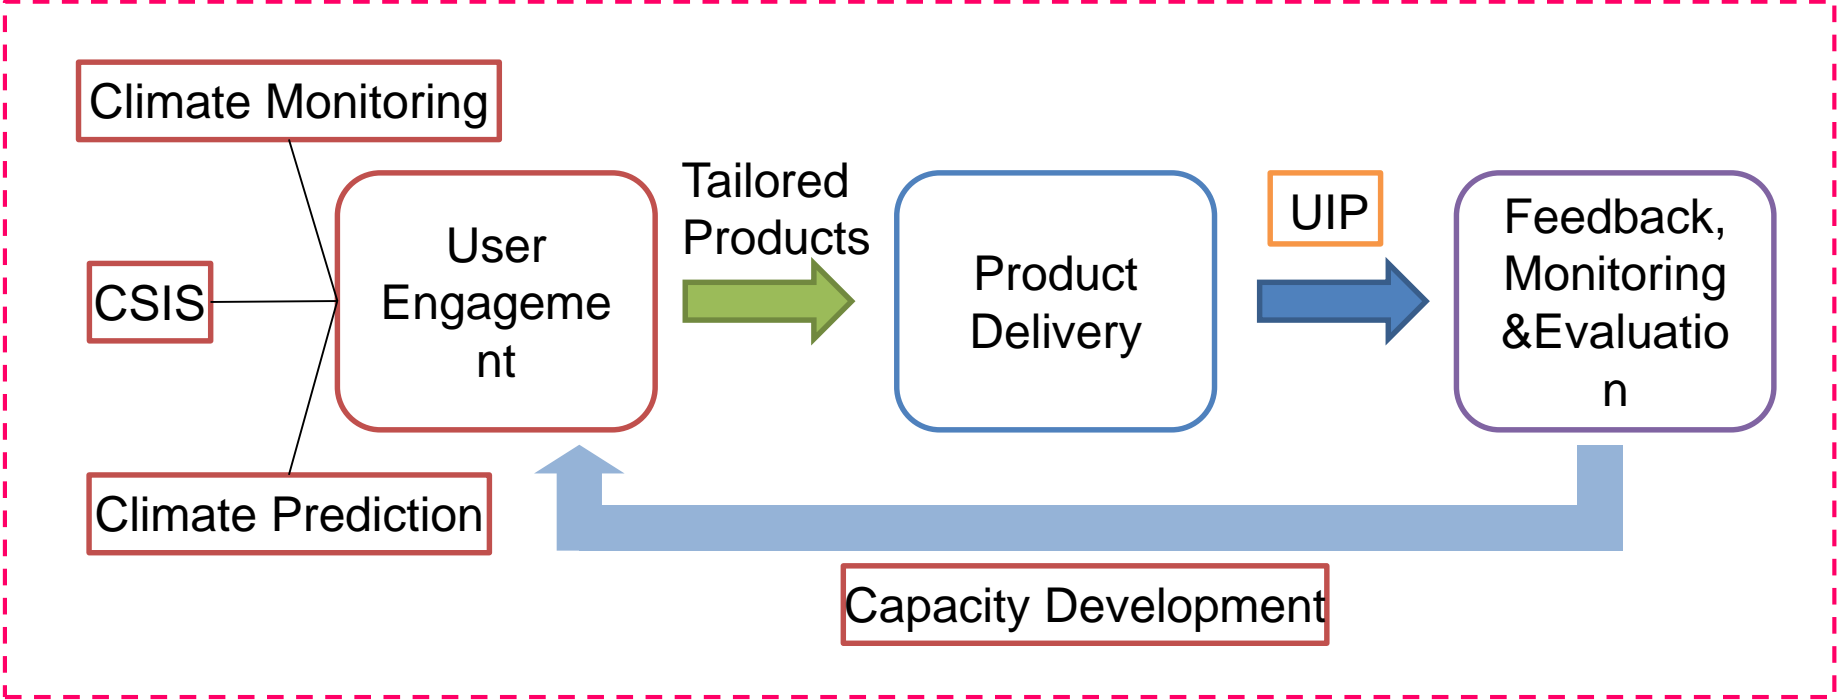 Climate Monitoring
CSIS
Climate Prediction
User
Engageme
nt
Tailored
Products
Product
Delivery
UIP
Feedback,
Monitoring
&Evaluatio
n
Capacity Development